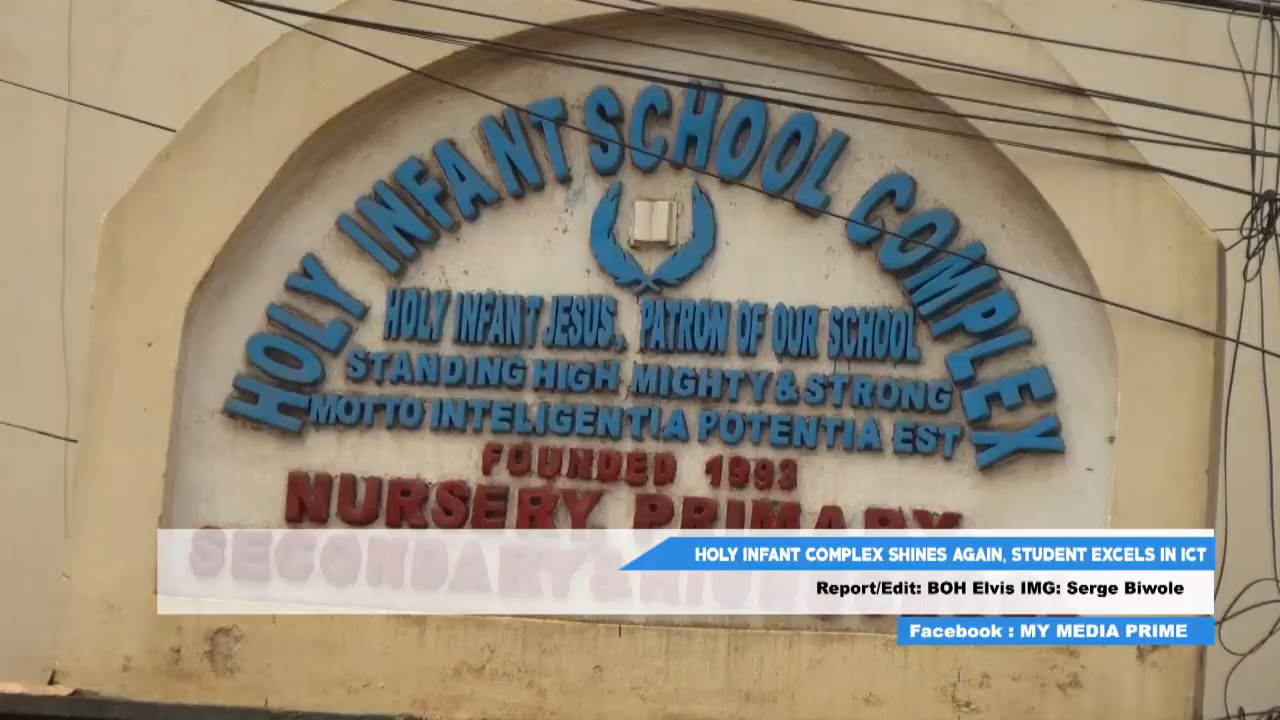 HOLY INFANT SCHOOL COMPLEX
HOLY INFANT JESUS., PATRON OF OUR SCHOOL
STANDING HIGH MIGHTY & STRONG
MOTTO INTELIGENTIA POTENTIA EST
FOUNDED 1993
NURSERY PRIMARY
SECONDARY &
HOLY INFANT COMPLEX SHINES AGAIN, STUDENT EXCELS IN ICT
Report/Edit: BOH Elvis IMG: Serge Biwole
Facebook : MY MEDIA PRIME